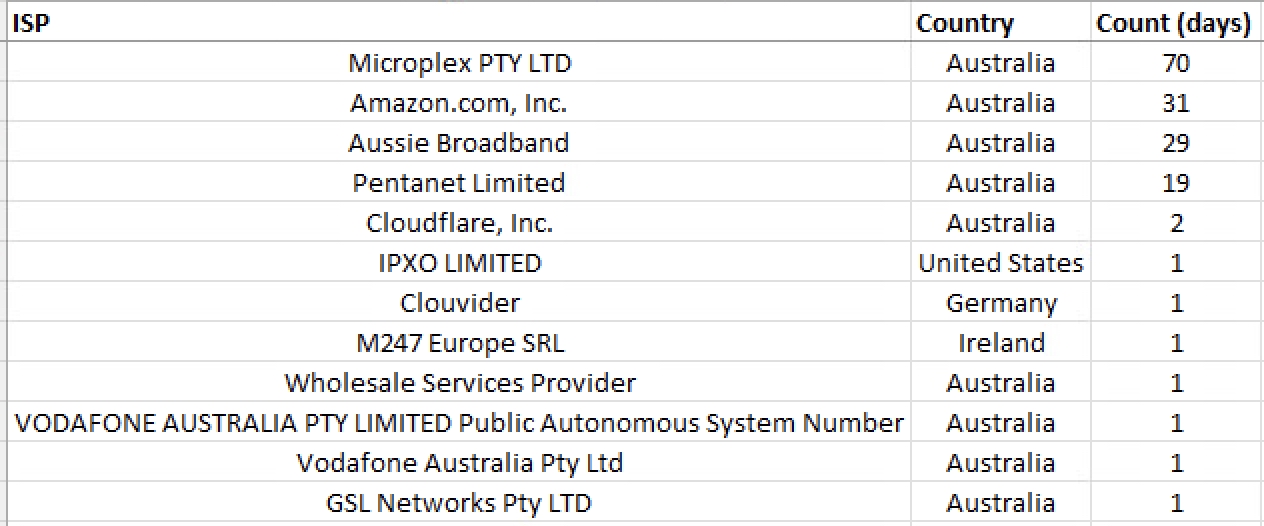 ISP Country Count (days)
Microplex PTY LTD Australia 70
Amazon.com, Inc. Australia 31
Aussie Broadband Australia 29
Pentanet Limited Australia 19
Cloudflare, Inc. Australia 2
IPXO LIMITED United States 1
Clouvider Germany 1
M247 Europe SRL Ireland 1
Wholesale Services Provider Australia 1
VODAFONE AUSTRALIA PTY LIMITED Public Autonomous System Number Australia 1
Vodafone Australia Pty Ltd Australia 1
GSL Networks Pty LTD Australia 1